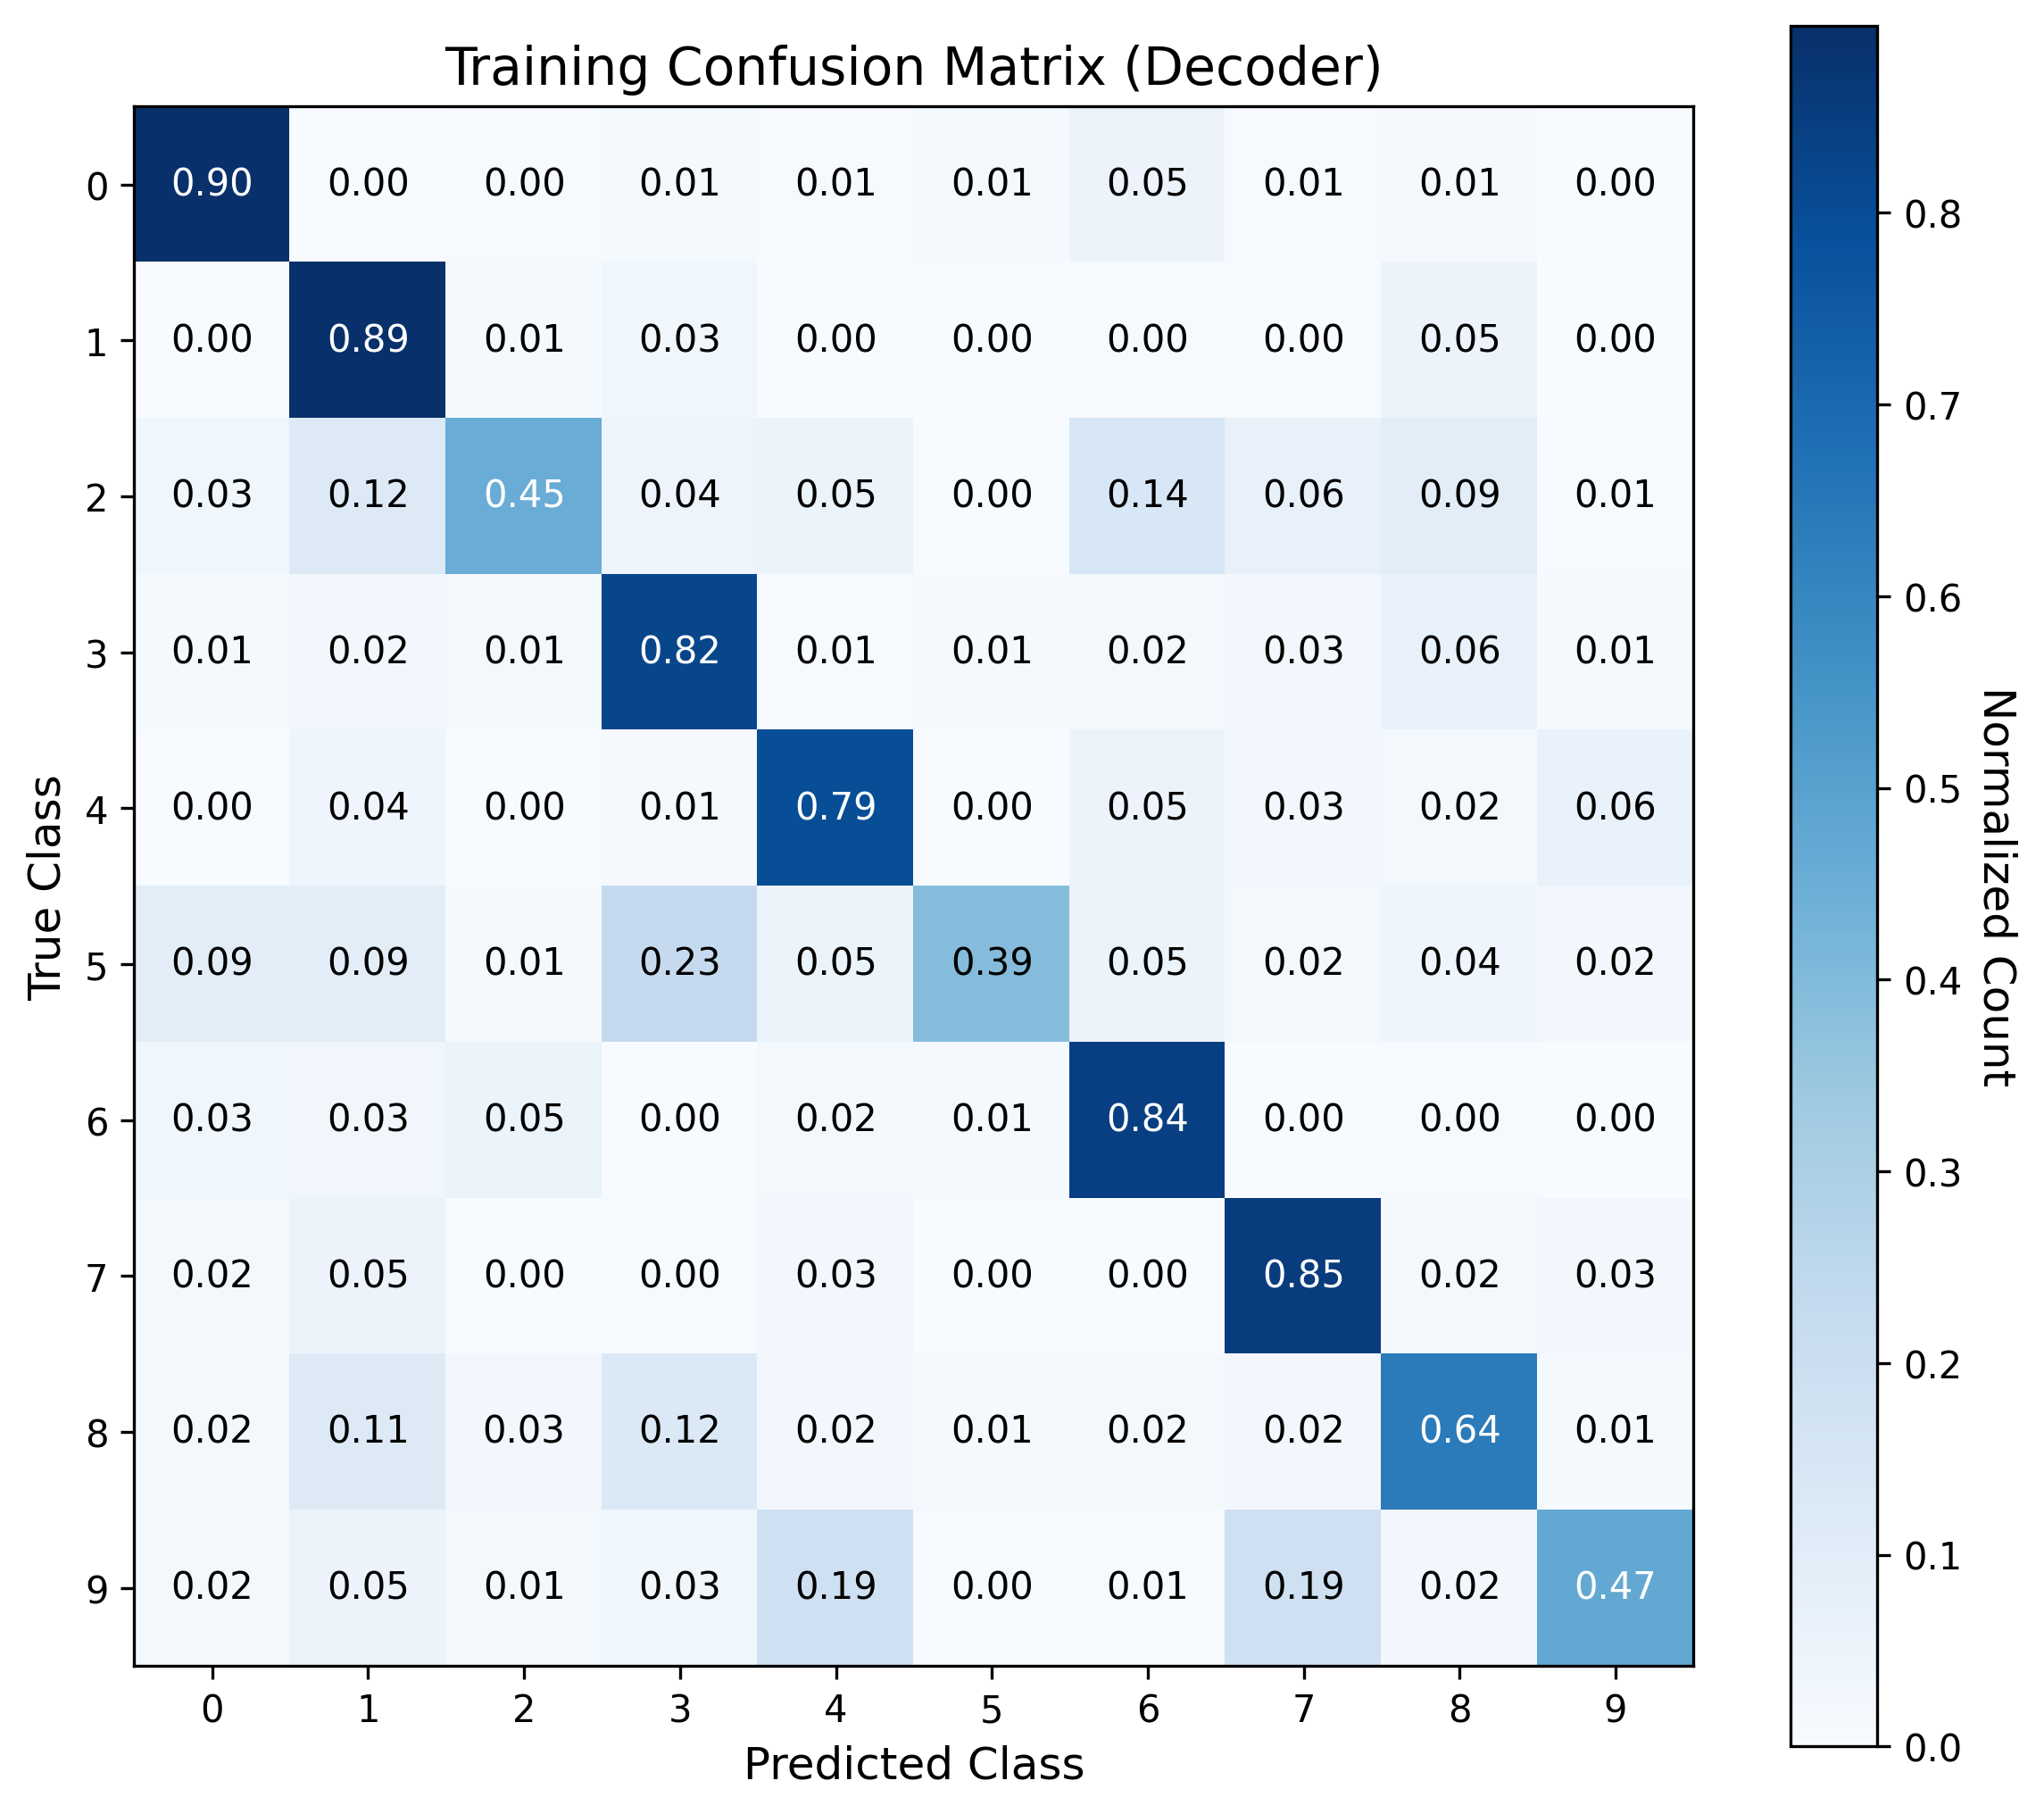 Training Confusion Matrix (Decoder)
0 0.90 0.00 0.00 0.01 0.01 0.01 0.05 0.01 0.01 0.00
1 0.00 0.89 0.01 0.03 0.00 0.00 0.00 0.00 0.05 0.00
2 0.03 0.12 0.45 0.04 0.05 0.00 0.14 0.06 0.09 0.01
3 0.01 0.02 0.01 0.82 0.01 0.01 0.02 0.03 0.06 0.01
4 0.00 0.04 0.00 0.01 0.79 0.00 0.05 0.03 0.02 0.06
5 0.09 0.09 0.01 0.23 0.05 0.39 0.05 0.02 0.04 0.02
6 0.03 0.03 0.05 0.00 0.02 0.01 0.84 0.00 0.00 0.00
7 0.02 0.05 0.00 0.00 0.03 0.00 0.00 0.85 0.02 0.03
8 0.02 0.11 0.03 0.12 0.02 0.01 0.02 0.02 0.64 0.01
9 0.02 0.05 0.01 0.03 0.19 0.00 0.01 0.19 0.02 0.47
0 1 2 3 4 5 6 7 8 9
Predicted Class
True Class
0.8
0.7
0.6
0.5
0.4
0.3
0.2
0.1
0.0
Normalized Count